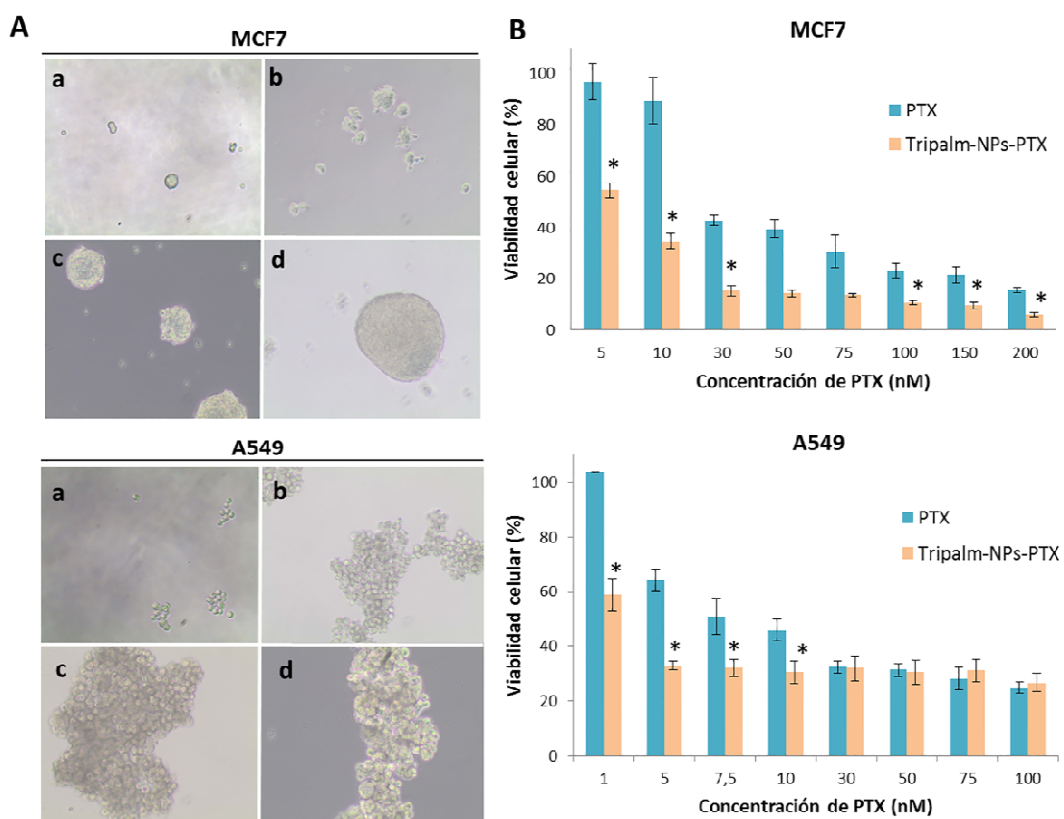 A
MCF7
a
b
c
d
A549
a
b
c
d
B
MCF7
Viabilidad celular (%)
100
80
60
40
20
0
PTX
Tripalm-NPs-PTX
*
*
*
*
*
*
5 10 30 50 75 100 150 200
Concentración de PTX (nM)
A549
Viabilidad celular (%)
100
80
60
40
20
0
PTX
Tripalm-NPs-PTX
*
*
*
*
1 5 7,5 10 30 50 75 100
Concentración de PTX (nM)